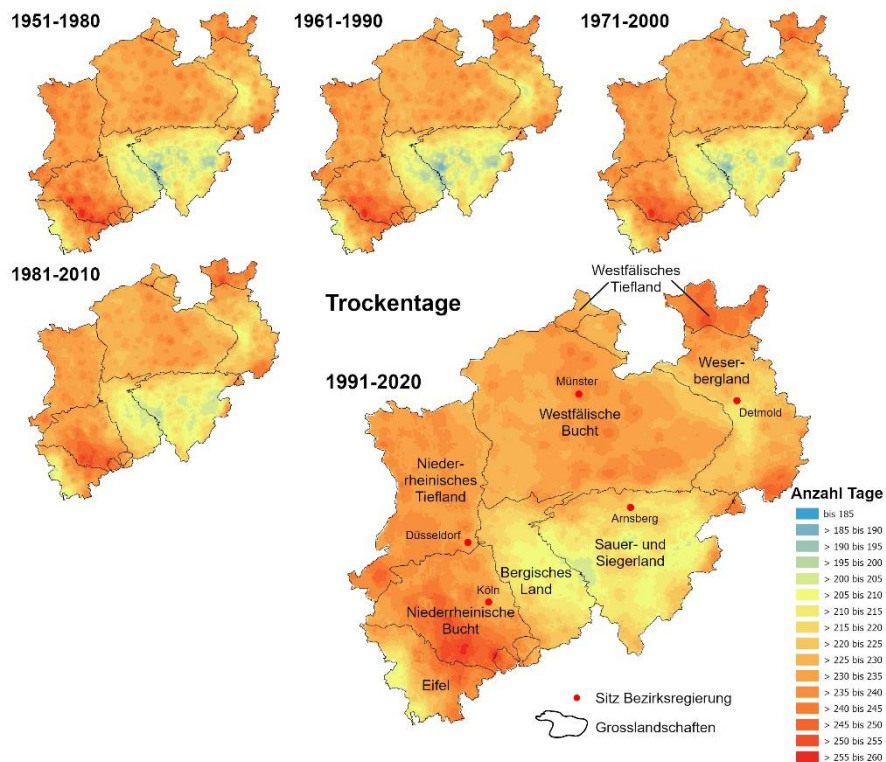 1951-1980
1961-1990
1971-2000
1981-2010
Trockentage
1991-2020
Westfälisches
Tiefland
Weser-
bergland
Münster
Detmold
Westfälische
Bucht
Nieder-
rheinisches
Tiefland
Arnsberg
Düsseldorf
Sauer- und
Siegerland
Bergisches
Land
Köln
Niederrheinische
Bucht
Eifel
Sitz Bezirksregierung
Grosslandschaften
Anzahl Tage
bis 185
> 185 bis 190
> 190 bis 195
> 195 bis 200
> 200 bis 205
> 205 bis 210
> 210 bis 215
> 215 bis 220
> 220 bis 225
> 225 bis 230
> 230 bis 235
> 235 bis 240
> 240 bis 245
> 245 bis 250
> 250 bis 255
> 255 bis 260